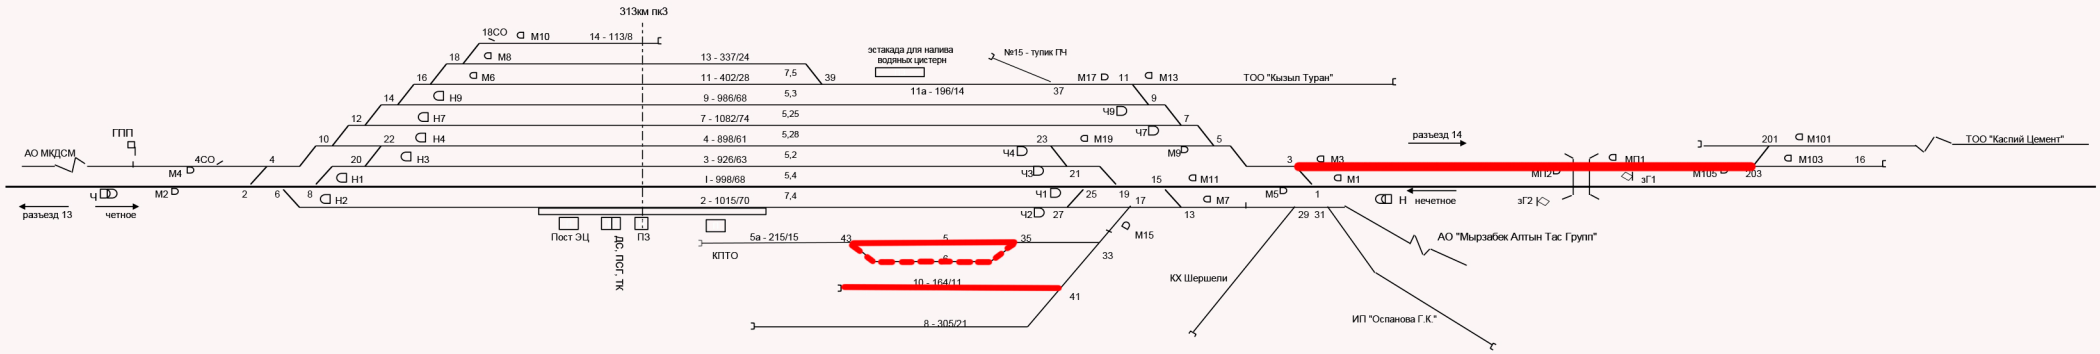 313км пк3
18СО
М10
14 - 113/8
18
М8
13 - 337/24
эстакада для налива
водяных цистерн
№15 - тупик ПЧ
16
М6
11 - 402/28
7,5
39
11а - 196/14
37
М17
11
М13
ТОО "Кызыл Туран"
14
Н9
9 - 986/68
5,3
Ч9
9
12
Н7
7 - 1082/74
5,25
Ч7
7
ГПП
10
22
Н4
4 - 898/61
5,28
23
М19
5
разъезд 14
201
М101
ТОО "Каспий Цемент"
АО МКДСМ
4СО
4
20
Н3
3 - 926/63
5,2
Ч4
М9
3
М3
МП1
М103
16
М4
Н1
I - 998/68
5,4
Ч3
21
15
М11
М1
МП2
зГ1
М105
203
Ч
М2
2
6
8
Н2
2 - 1015/70
7,4
Ч1
25
19
М7
М5
1
Н
нечетное
зГ2
разъезд 13
четное
Ч2
27
17
13
29
31
Пост ЭЦ
ДС, ПСГ, ТК
ПЗ
КПТО
5а - 215/15
43
5
35
М15
33
АО "Мырзабек Алтын Тас Групп"
6
10 - 164/11
41
КХ Шершели
8 - 305/21
ИП "Оспанова Г.К."